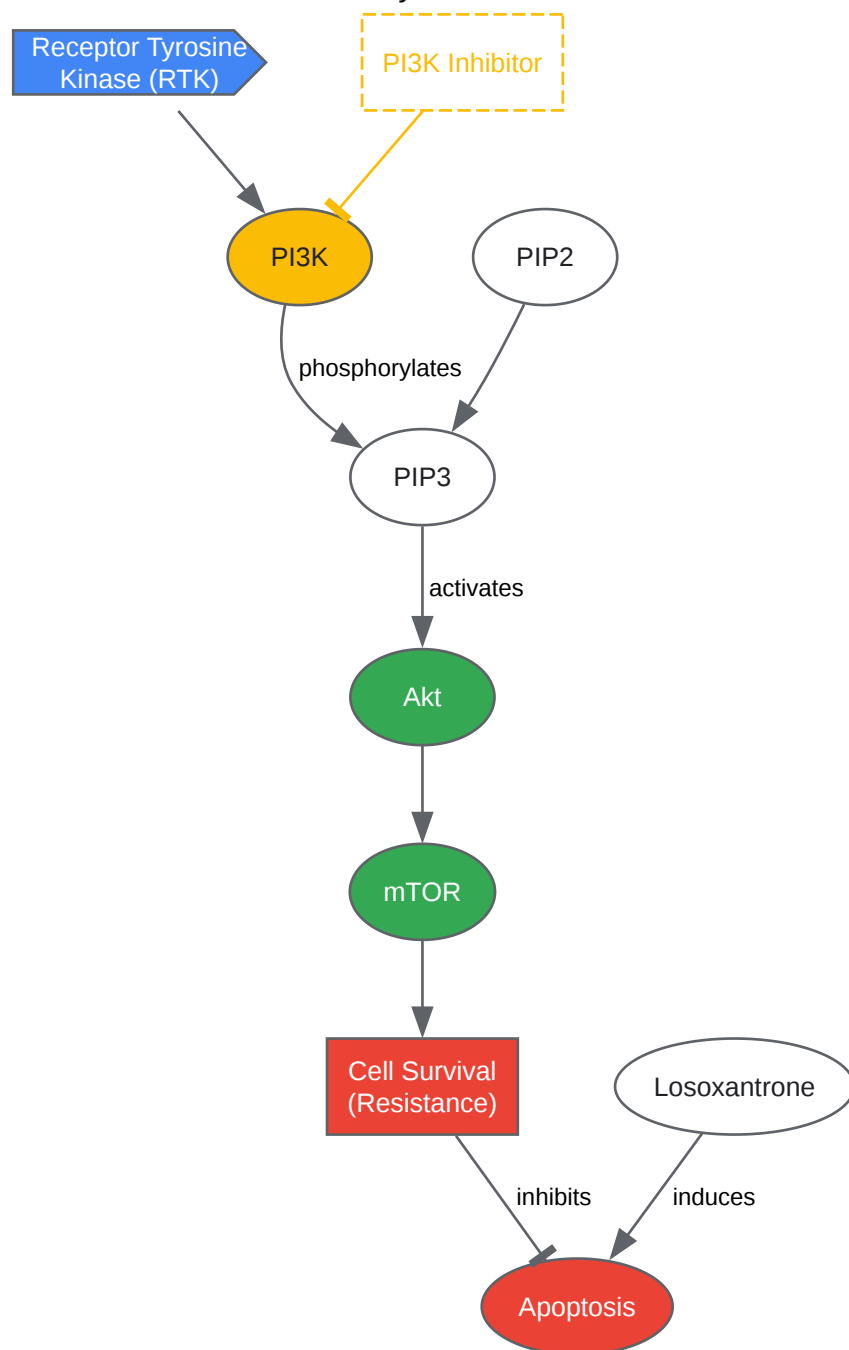 Receptor Tyrosine
Kinase (RTK)
PI3K Inhibitor
PI3K
PIP2
phosphorylates
PIP3
activates
Akt
mTOR
Cell Survival
(Resistance)
Losoxantrone
inhibits
induces
Apoptosis